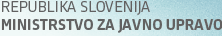 REPUBLIKA SLOVENIJA
MINISTRSTVO ZA JAVNO UPRAVO